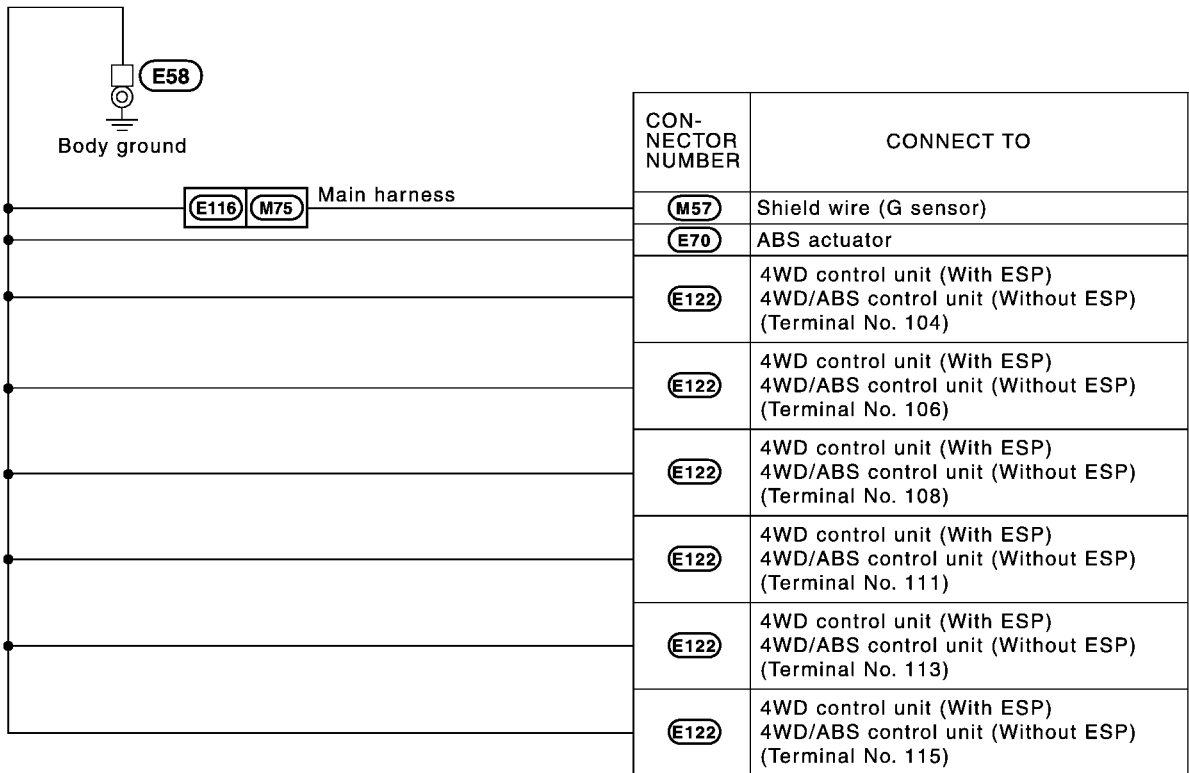 E58
Body ground
CON-
NECTOR
NUMBER
CONNECT TO
E116 M75 Main harness
M57 Shield wire (G sensor)
E70 ABS actuator
E122
4WD control unit (With ESP)
4WD/ABS control unit (Without ESP)
(Terminal No. 104)
E122
4WD control unit (With ESP)
4WD/ABS control unit (Without ESP)
(Terminal No. 106)
E122
4WD control unit (With ESP)
4WD/ABS control unit (Without ESP)
(Terminal No. 108)
E122
4WD control unit (With ESP)
4WD/ABS control unit (Without ESP)
(Terminal No. 111)
E122
4WD control unit (With ESP)
4WD/ABS control unit (Without ESP)
(Terminal No. 113)
E122
4WD control unit (With ESP)
4WD/ABS control unit (Without ESP)
(Terminal No. 115)